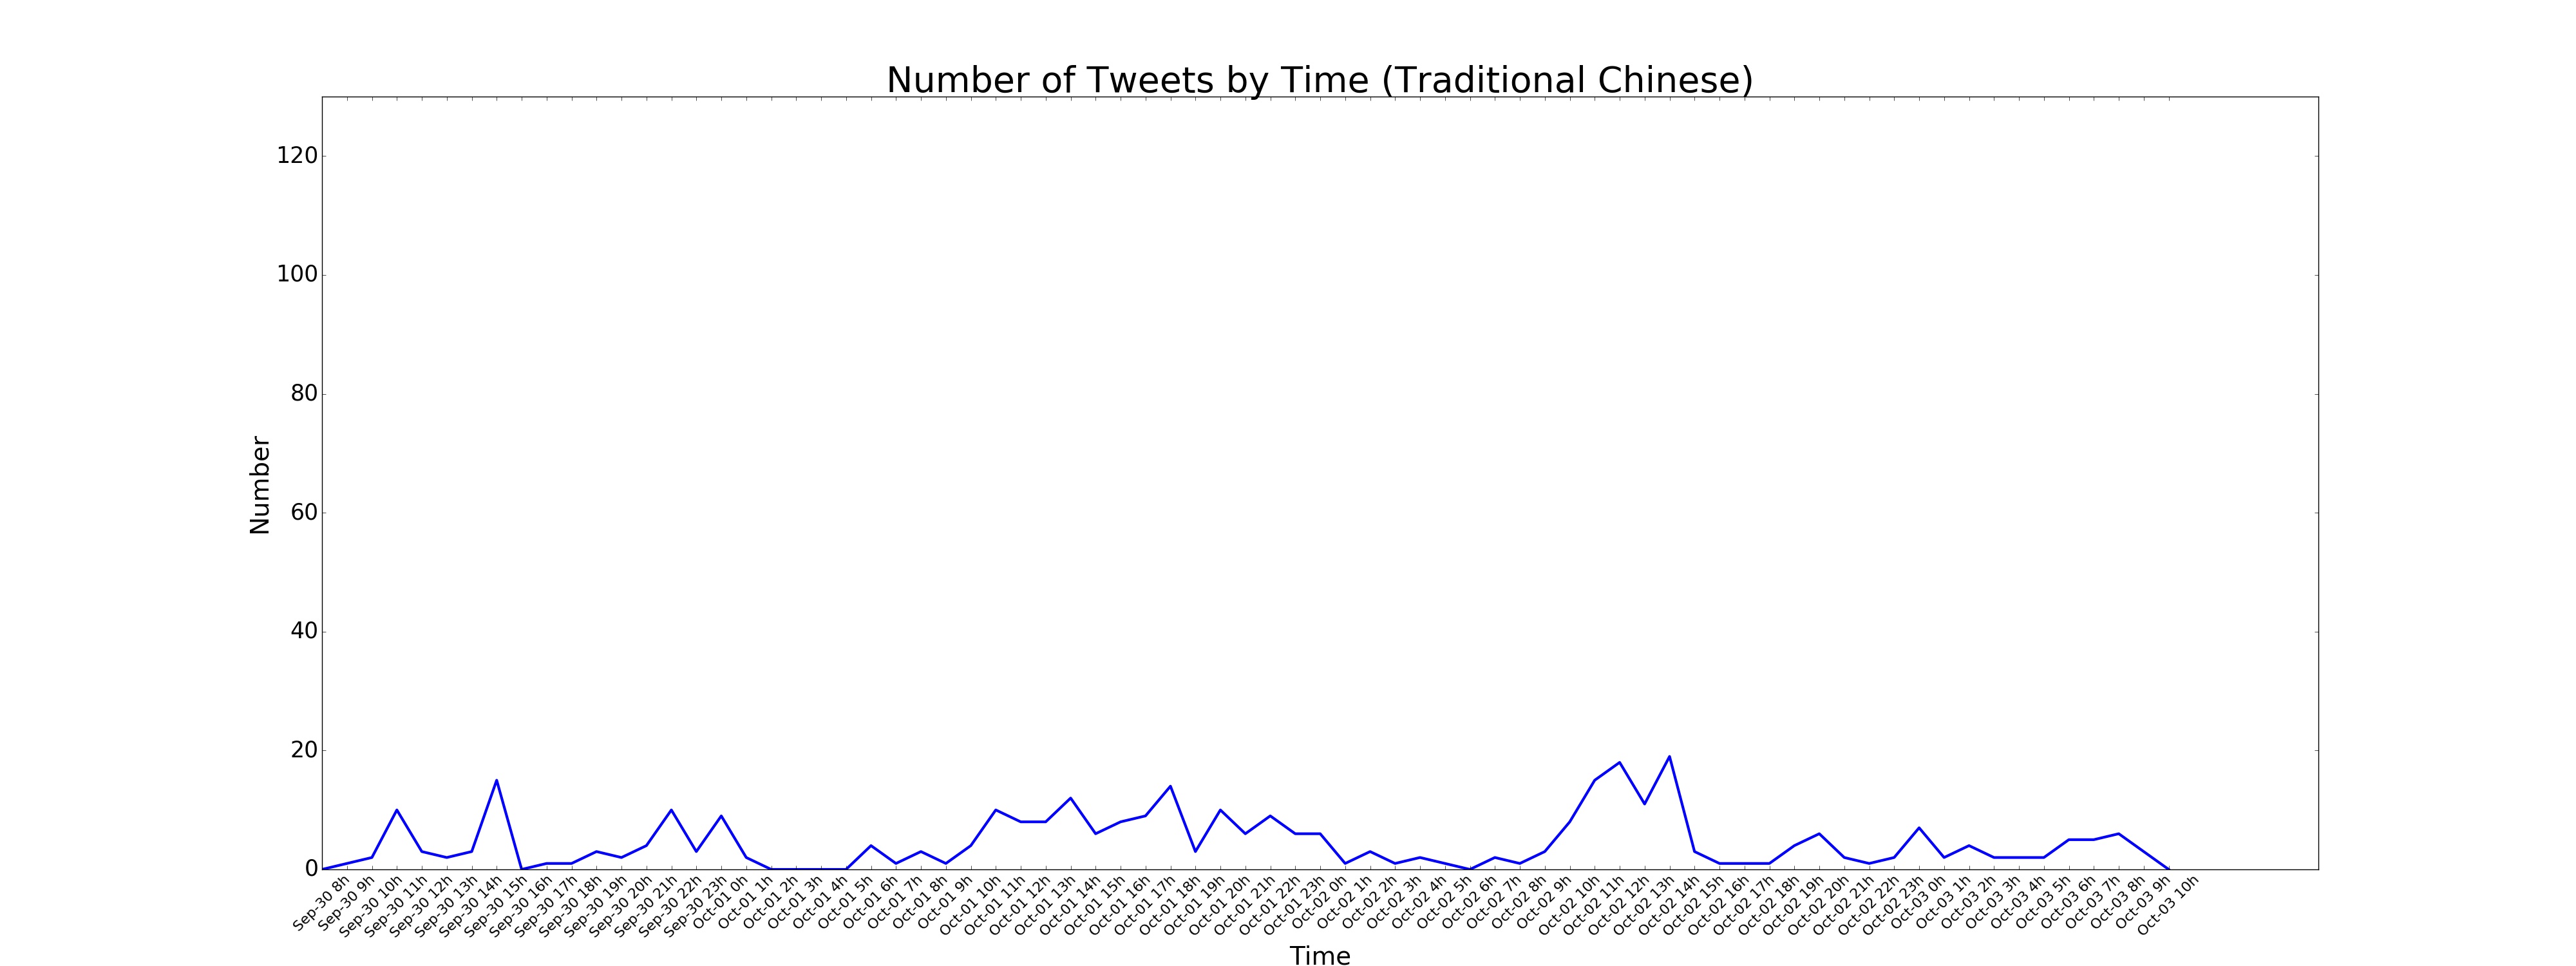 Number of Tweets by Time (Traditional Chinese)
120
100
80
60
40
20
0
Number
Sep-30 8h
Sep-30 9h
Sep-30 10h
Sep-30 11h
Sep-30 12h
Sep-30 13h
Sep-30 14h
Sep-30 15h
Sep-30 16h
Sep-30 17h
Sep-30 18h
Sep-30 19h
Sep-30 20h
Sep-30 21h
Sep-30 22h
Sep-30 23h
Oct-01 0h
Oct-01 1h
Oct-01 2h
Oct-01 3h
Oct-01 4h
Oct-01 5h
Oct-01 6h
Oct-01 7h
Oct-01 8h
Oct-01 9h
Oct-01 10h
Oct-01 11h
Oct-01 12h
Oct-01 13h
Oct-01 14h
Oct-01 15h
Oct-01 16h
Oct-01 17h
Oct-01 18h
Oct-01 19h
Oct-01 20h
Oct-01 21h
Oct-01 22h
Oct-01 23h
Oct-02 0h
Oct-02 1h
Oct-02 2h
Oct-02 3h
Oct-02 4h
Oct-02 5h
Oct-02 6h
Oct-02 7h
Oct-02 8h
Oct-02 9h
Oct-02 10h
Oct-02 11h
Oct-02 12h
Oct-02 13h
Oct-02 14h
Oct-02 15h
Oct-02 16h
Oct-02 17h
Oct-02 18h
Oct-02 19h
Oct-02 20h
Oct-02 21h
Oct-02 22h
Oct-02 23h
Oct-03 0h
Oct-03 1h
Oct-03 2h
Oct-03 3h
Oct-03 4h
Oct-03 5h
Oct-03 6h
Oct-03 7h
Oct-03 8h
Oct-03 9h
Oct-03 10h
Time